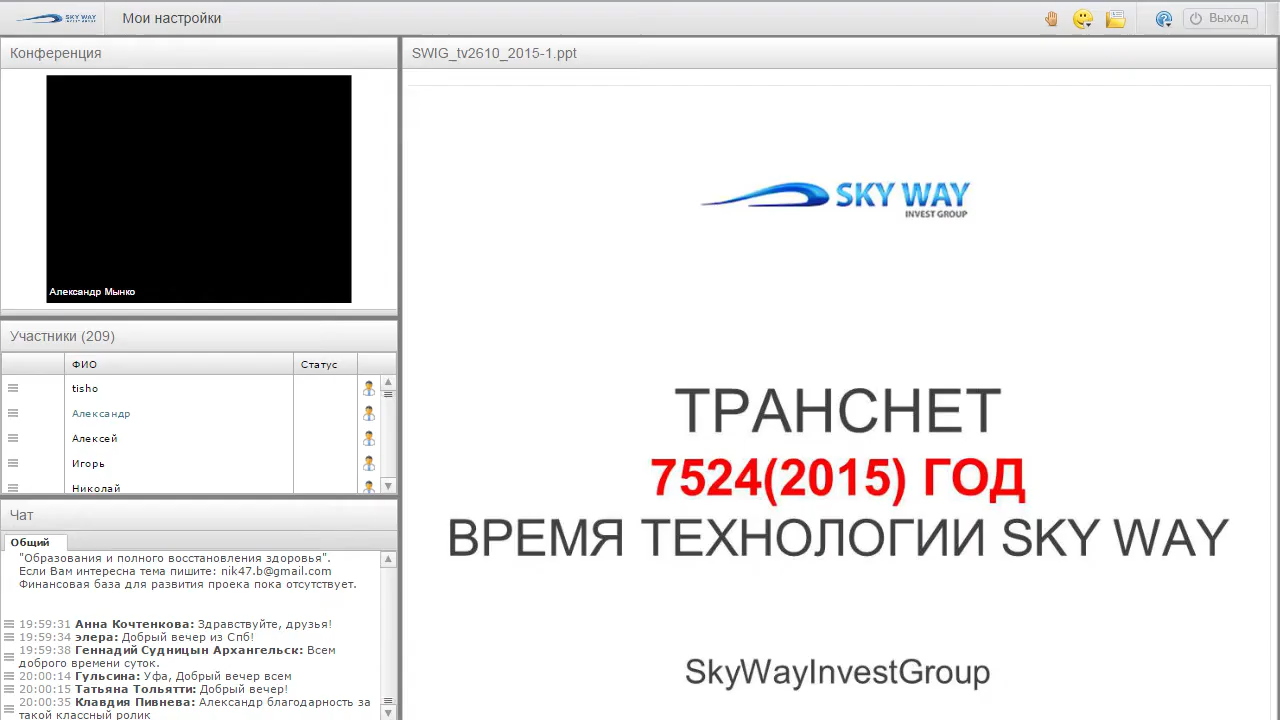 SKY WAY
INVEST GROUP
Мои настройки
Выход
Конференция
Александр Мынко
Участники (209)
ФИО Статус
tisho
Александр
Алексей
Игорь
Николай
Чат
Общий
"Образования и полного восстановления здоровья".
Если Вам интересна тема пишите: nik47.b@gmail.com
Финансовая база для развития проека пока отсутствует.
19:59:31 Анна Кочтенкова: Здравствуйте, друзья!
19:59:34 элера: Добрый вечер из Спб!
19:59:38 Геннадий Судницын Архангельск: Всем
доброго времени суток.
20:00:14 Гульсина: Уфа, Добрый вечер всем
20:00:15 Татьяна Тольятти: Добрый вечер!
20:00:35 Клавдия Пивнева: Александр благодарность за
такой классный ролик
SWIG_tv2610_2015-1.ppt
SKY WAY
INVEST GROUP
ТРАНСНЕТ
7524(2015) ГОД
ВРЕМЯ ТЕХНОЛОГИИ SKY WAY
SkyWayInvestGroup